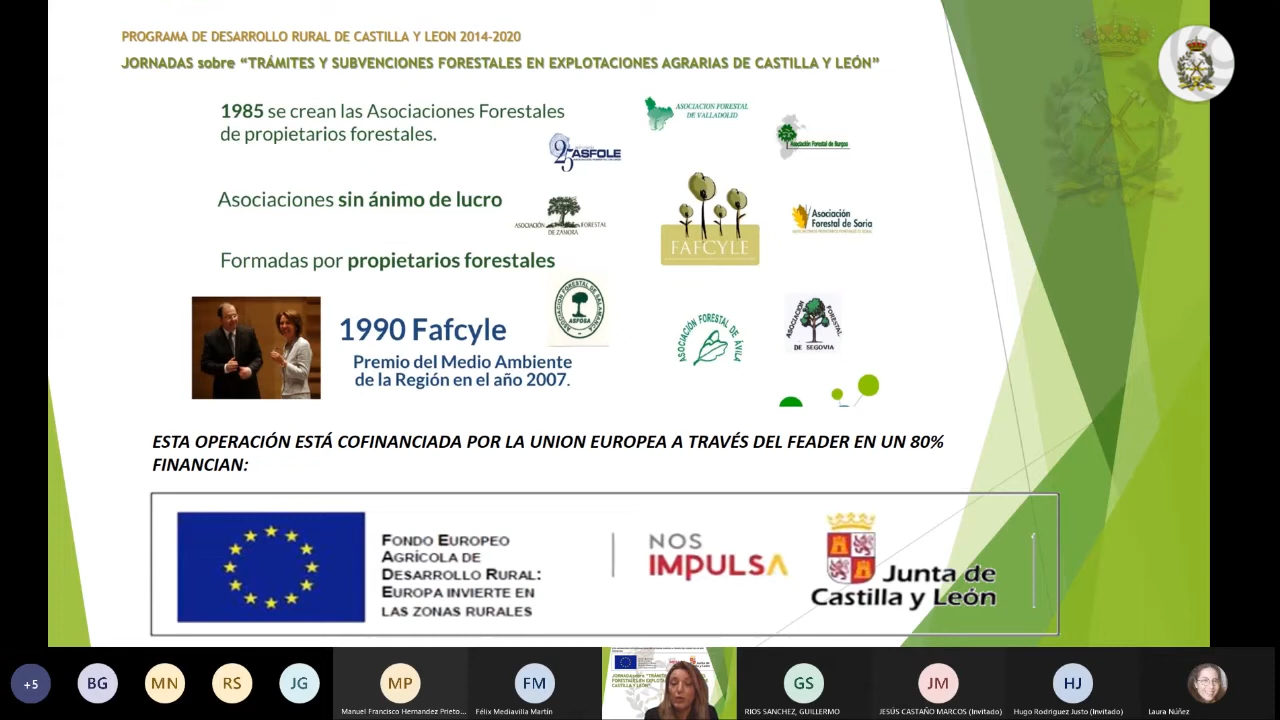 PROGRAMA DE DESARROLLO RURAL DE CASTILLA Y LEON 2014-2020
JORNADAS sobre “TRÁMITES Y SUBVENCIONES FORESTALES EN EXPLOTACIONES AGRARIAS DE CASTILLA Y LEÓN”
1985 se crean las Asociaciones Forestales
de propietarios forestales.
ASOCIACION FORESTAL
DE VALLADOLID
Asociación Forestal de Burgos
25 ASFOLE
Asociaciones sin ánimo de lucro
ASOCIACIÓN FORESTAL
DE ZAMORA
FAFCYLE
Asociación
Forestal de Soria
Formadas por propietarios forestales
ASOCIACION FORESTAL DE SALAMANCA
ASFOSA
1990 Fafcyle
Premio del Medio Ambiente
de la Región en el año 2007.
ASOCIACIÓN FORESTAL DE ÁVILA
ASOCIACIÓN FORESTAL
DE SEGOVIA
ESTA OPERACIÓN ESTÁ COFINANCIADA POR LA UNION EUROPEA A TRAVÉS DEL FEADER EN UN 80%
FINANCIAN:
FONDO EUROPEO
AGRÍCOLA DE
DESARROLLO RURAL:
EUROPA INVIERTE EN
LAS ZONAS RURALES
NOS
IMPULSA
Junta de
Castilla y León
+5
BG
MN
RS
JG
MP
FM
GS
JM
HJ
Manuel Francisco Hernandez Prieto...
Félix Mediavilla Martín
RIOS SANCHEZ, GUILLERMO
JESÚS CASTAÑO MARCOS (Invitado)
Hugo Rodriguez Justo (Invitado)
Laura Núñez